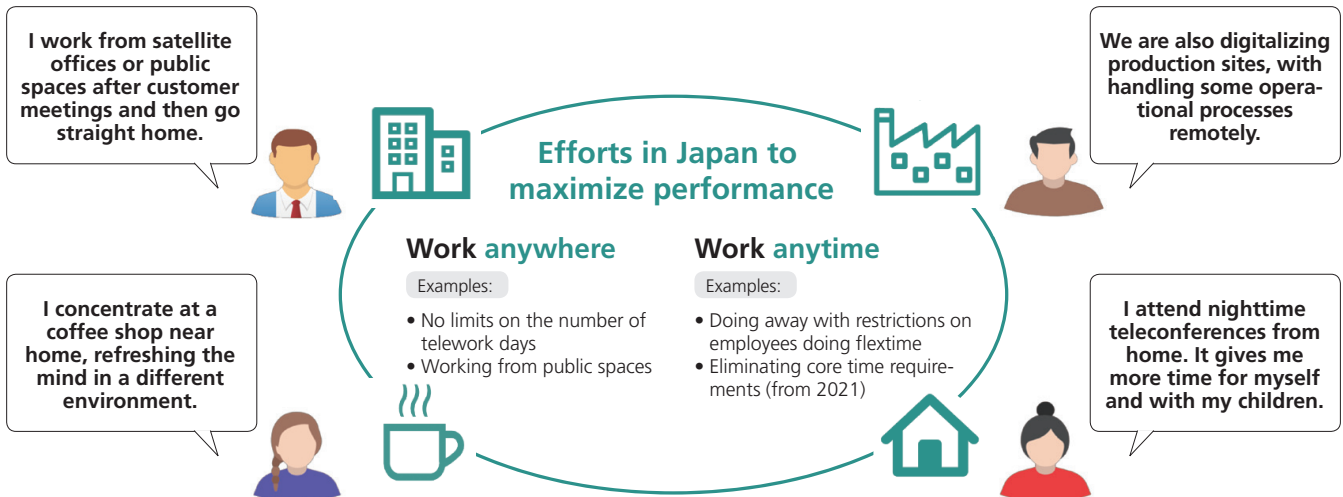 I work from satellite
offices or public
spaces after customer
meetings and then go
straight home.
We are also digitalizing
production sites, with
handling some opera-
tional processes
remotely.
Efforts in Japan to
maximize performance
Work anywhere
Examples:
• No limits on the number of
telework days
• Working from public spaces
Work anytime
Examples:
• Doing away with restrictions on
employees doing flextime
• Eliminating core time require-
ments (from 2021)
I concentrate at a
coffee shop near
home, refreshing the
mind in a different
environment.
I attend nighttime
teleconferences from
home. It gives me
more time for myself
and with my children.